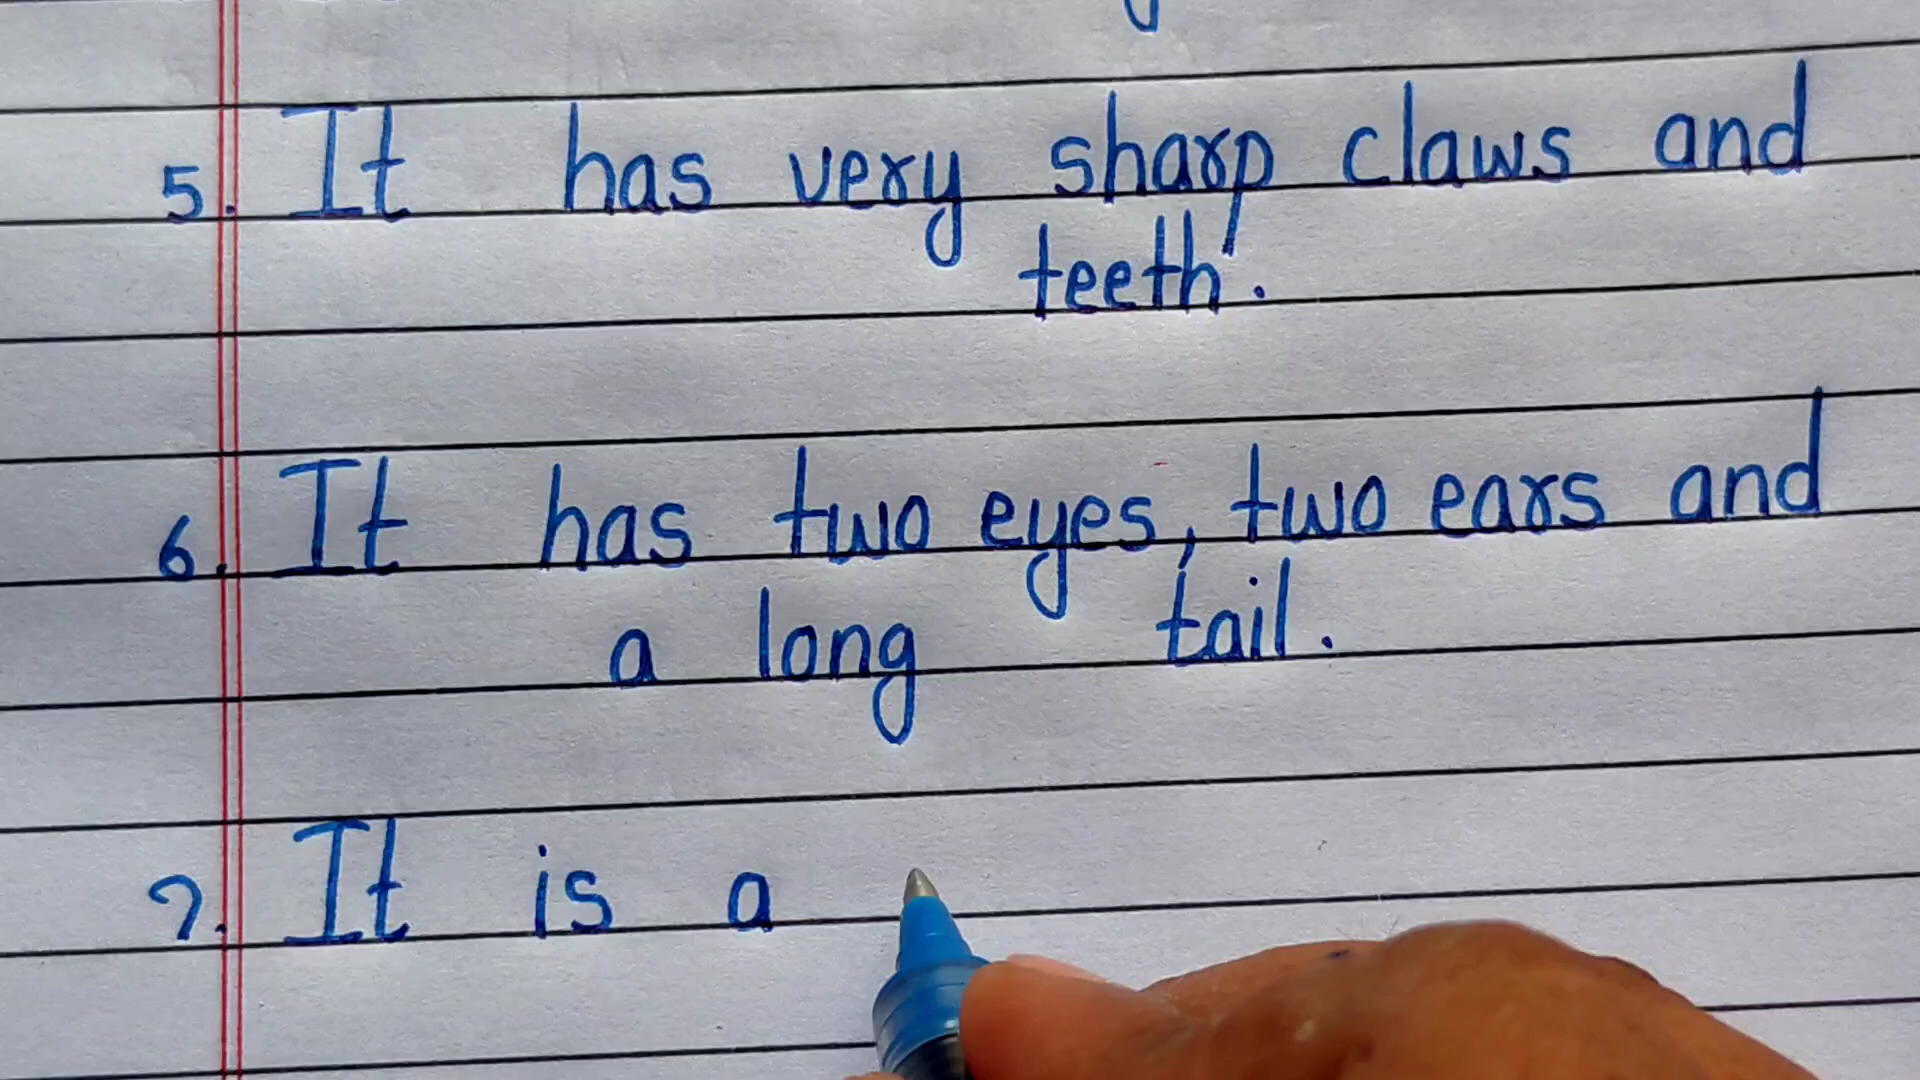 5. It has very sharp claws and
teeth.
6. It has two eyes, two ears and
a long tail.
7. It is a